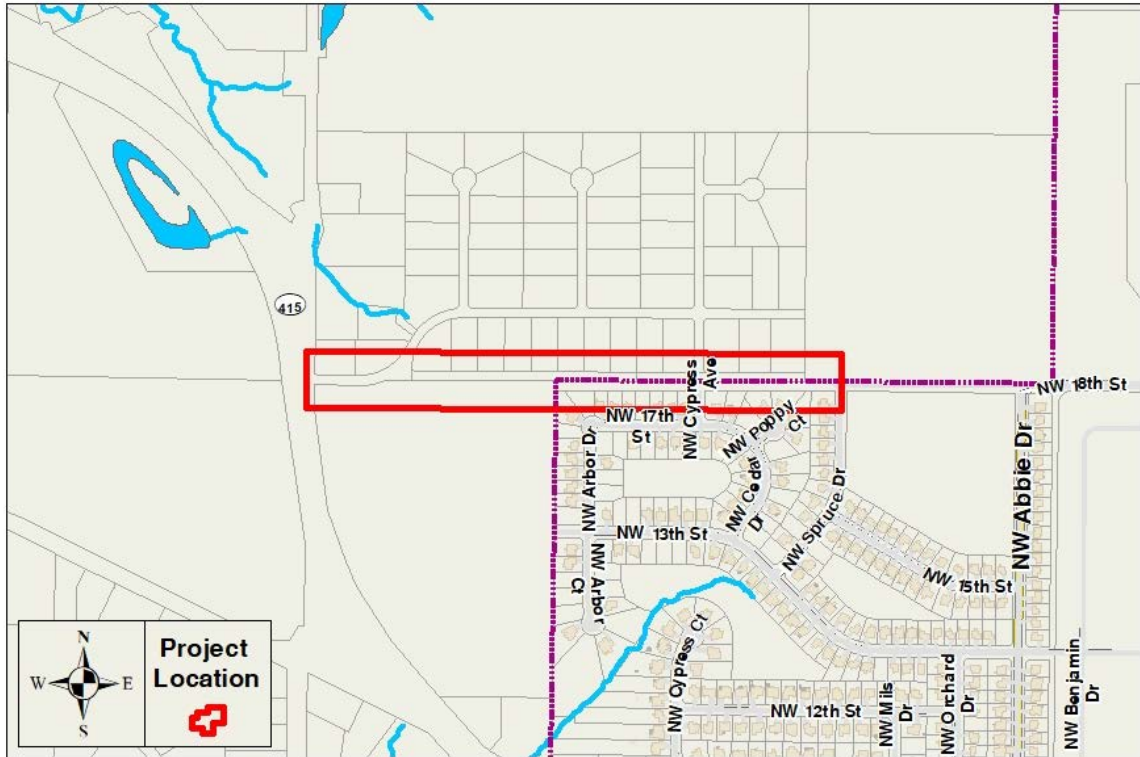 415
NW Cypress
Ave
NW 18th St
NW 17th
St
NW Poppy
Ct
NW Arbor Dr
NW Cedar
Dr
NW Abbie Dr
NW 13th St
NW Spruce Dr
NW 15th St
NW Arbor
Ct
NW Cypress Ct
NW 12th St
NW Mils
Dr
NW Orchard
Dr
NW Benjamin
Dr
N
W E
S
Project
Location